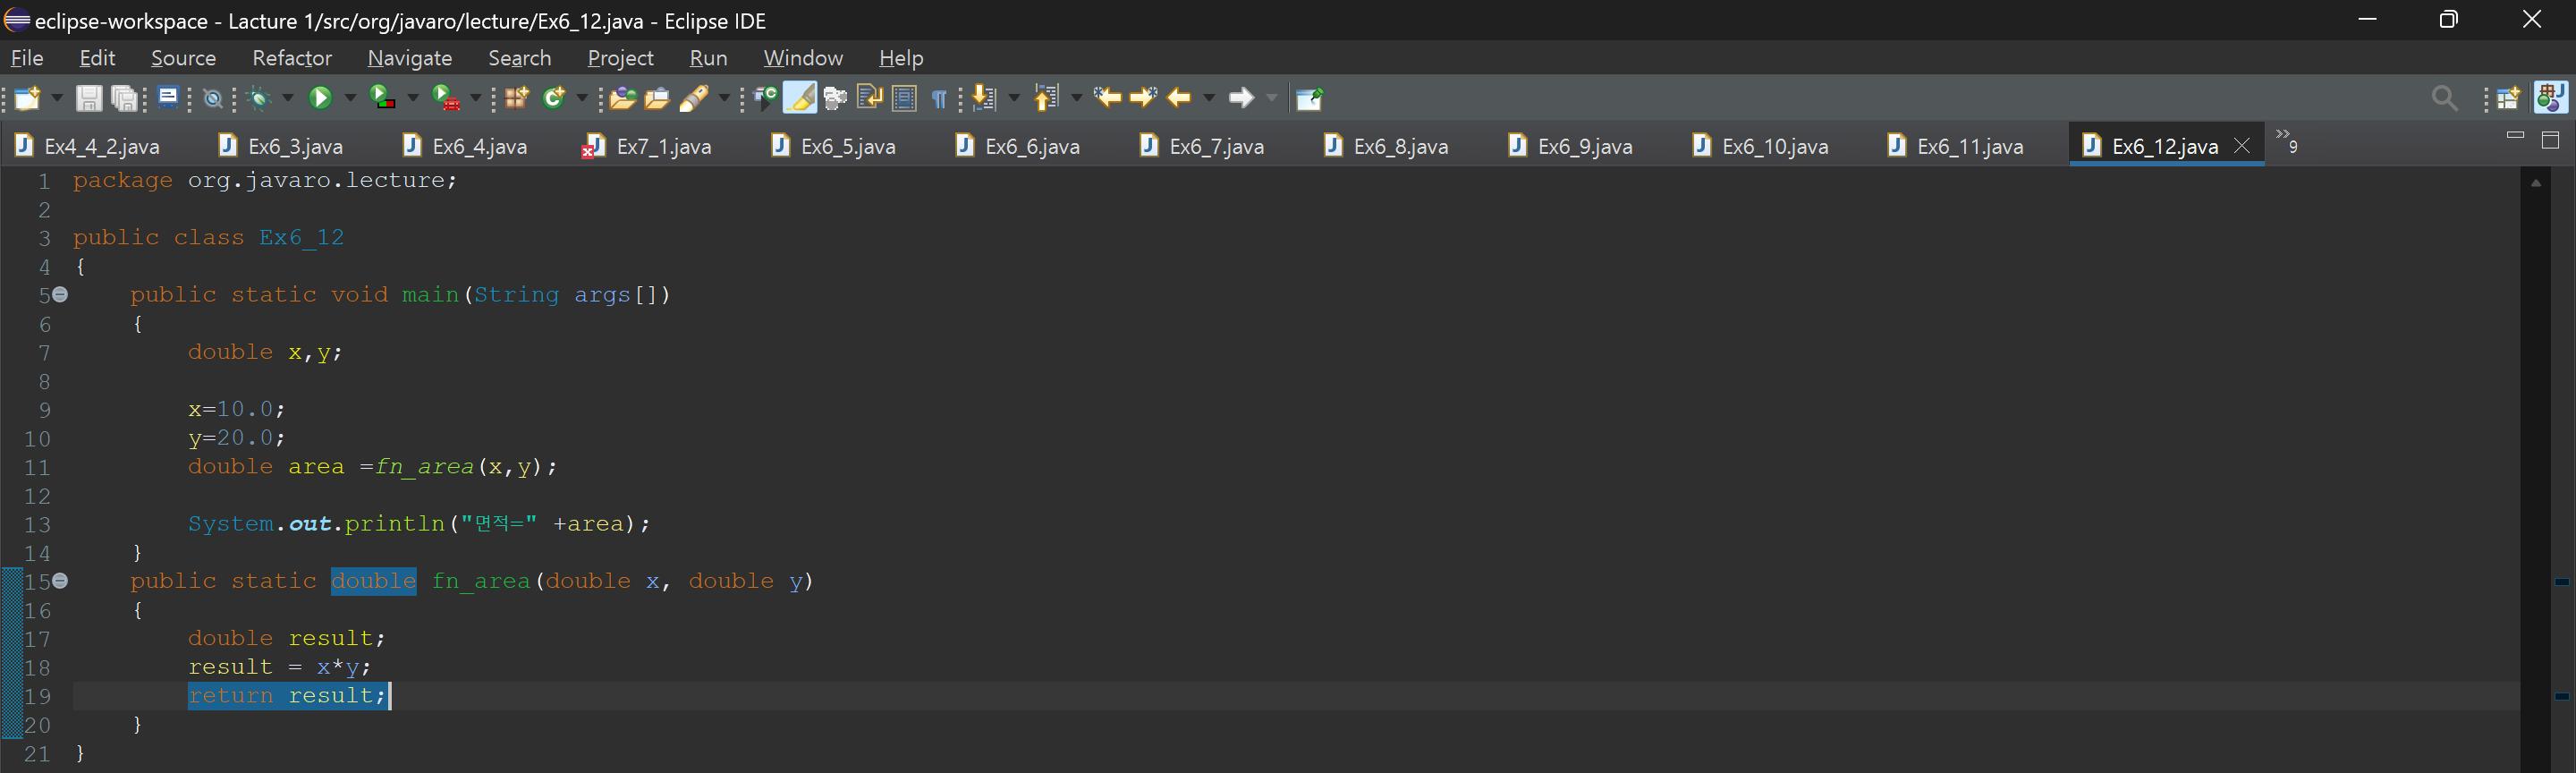 eclipse-workspace - Lacture 1/src/org/javaro/lecture/Ex6_12.java - Eclipse IDE
File Edit Source Refactor Navigate Search Project Run Window Help
Ex4_4_2.java Ex6_3.java Ex6_4.java Ex7_1.java Ex6_5.java Ex6_6.java Ex6_7.java Ex6_8.java Ex6_9.java Ex6_10.java Ex6_11.java Ex6_12.java »9
1 package org.javaro.lecture;
2
3 public class Ex6_12
4 {
5 public static void main(String args[])
6 {
7 double x,y;
8
9 x=10.0;
10 y=20.0;
11 double area =fn_area(x,y);
12
13 System.out.println("면적=" +area);
14 }
15 public static double fn_area(double x, double y)
16 {
17 double result;
18 result = x*y;
19 return result;
20 }
21 }